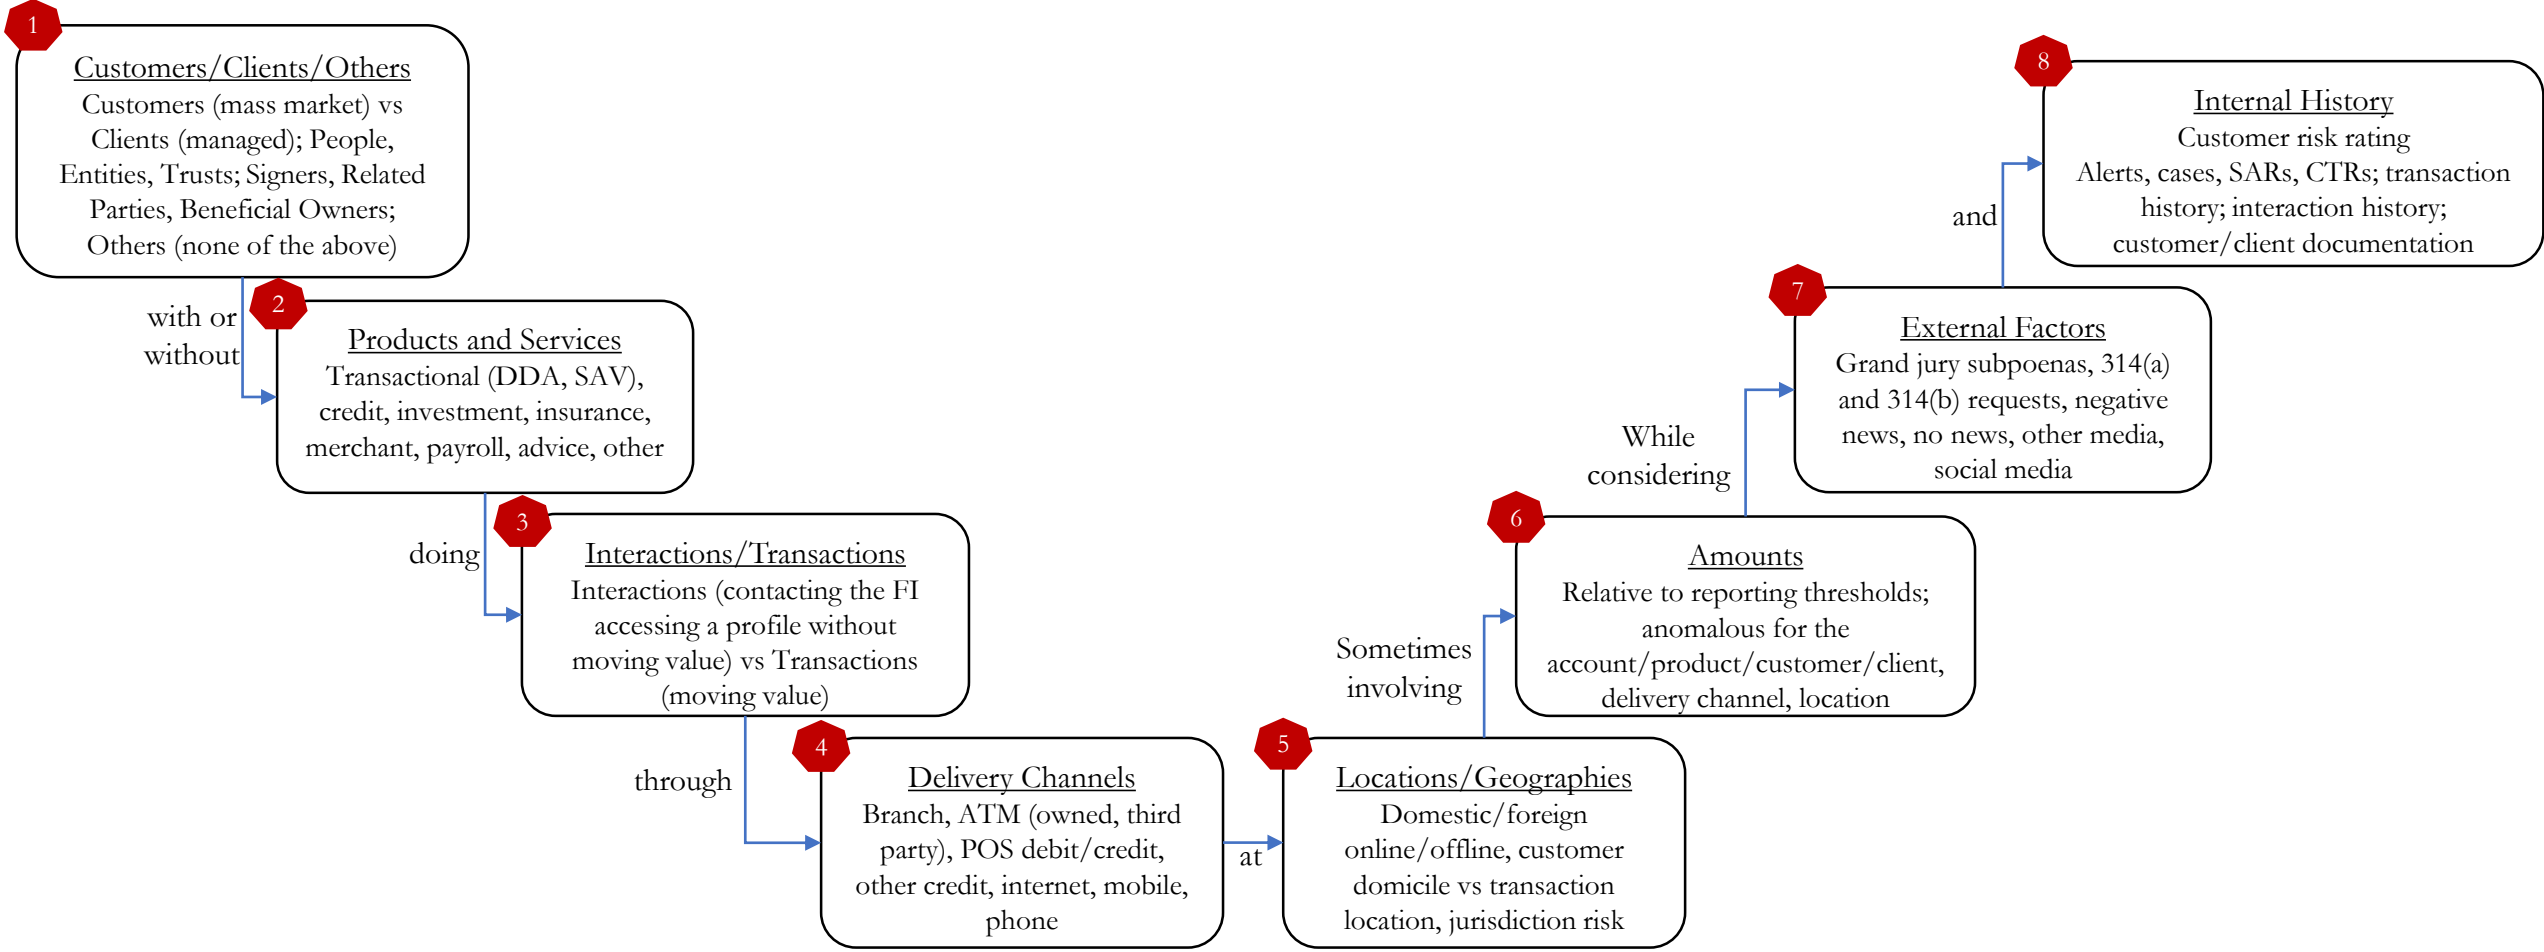 1
Customers/Clients/Others
Customers (mass market) vs
Clients (managed); People,
Entities, Trusts; Signers, Related
Parties, Beneficial Owners;
Others (none of the above)
with or
without
2
Products and Services
Transactional (DDA, SAV),
credit, investment, insurance,
merchant, payroll, advice, other
doing
3
Interactions/Transactions
Interactions (contacting the FI
accessing a profile without
moving value) vs Transactions
(moving value)
through
4
Delivery Channels
Branch, ATM (owned, third
party), POS debit/credit,
other credit, internet, mobile,
phone
at
5
Locations/Geographies
Domestic/foreign
online/offline, customer
domicile vs transaction
location, jurisdiction risk
Sometimes
involving
6
Amounts
Relative to reporting thresholds;
anomalous for the
account/product/customer/client,
delivery channel, location
While
considering
7
External Factors
Grand jury subpoenas, 314(a)
and 314(b) requests, negative
news, no news, other media,
social media
and
8
Internal History
Customer risk rating
Alerts, cases, SARs, CTRs; transaction
history; interaction history;
customer/client documentation